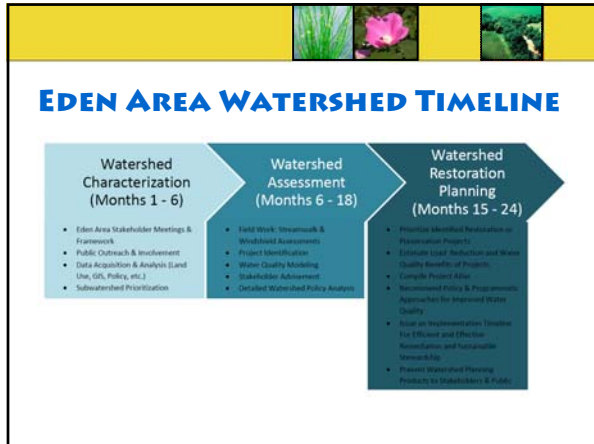 EDEN AREA WATERSHED TIMELINE
Watershed
Characterization
(Months 1 - 6)
• Eden Area Stakeholder Meetings &
Framework
• Public Outreach & Involvement
• Data Acquisition & Analysis (Land
Use, GIS, Policy, etc.)
• Subwatershed Prioritization
Watershed
Assessment
(Months 6 - 18)
• Field Work: Streamwalk &
Windshield Assessments
• Project Identification
• Water Quality Modeling
• Stakeholder Advisement
• Detailed Watershed Policy Analysis
Watershed
Restoration
Planning
(Months 15 - 24)
• Prioritize Identified Restoration or
Preservation Projects
• Estimate Load Reduction and Water
Quality Benefits of Projects
• Compile Project Atlas
• Recommend Policy & Programmatic
Approaches for Improved Water
Quality
• Issue an Implementation Timeline
For Efficient and Effective
Remediation and Sustainable
Stewardship
• Present Watershed Planning
Products to Stakeholders & Public